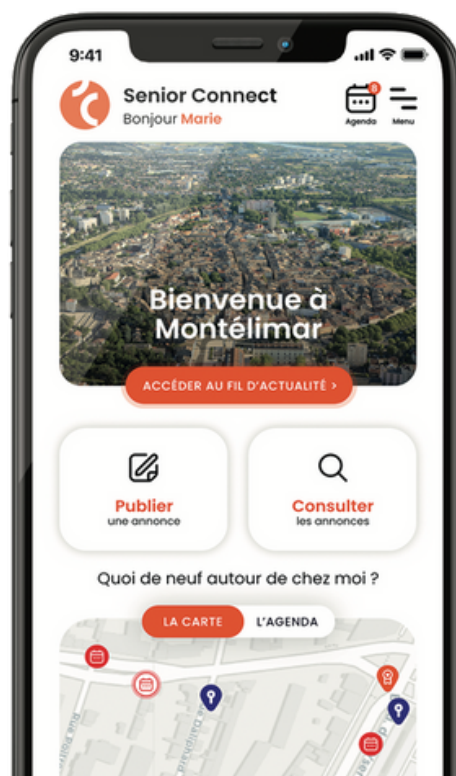 9:41
Senior Connect
Bonjour Marie
8
Agenda
Menu
Bienvenue à
Montélimar
ACCÉDER AU FIL D'ACTUALITÉ >
Publier
une annonce
Consulter
les annonces
Quoi de neuf autour de chez moi ?
LA CARTE
L'AGENDA